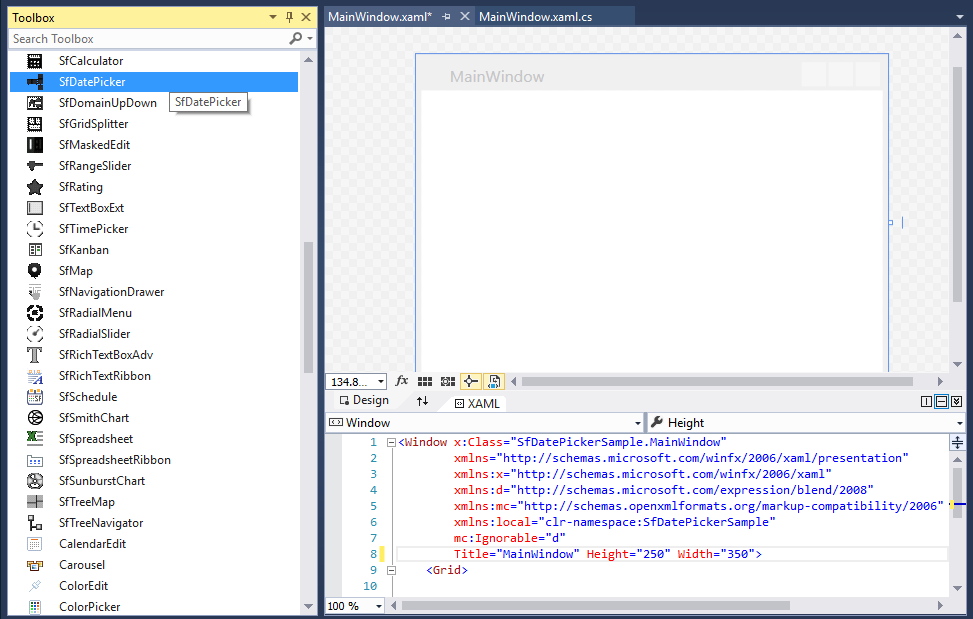 Toolbox
Search Toolbox
SfCalculator
SfDatePicker
SfDomainUpDown
SfDatePicker
SfGridSplitter
SfMaskedEdit
SfRangeSlider
SfRating
SfTextBoxExt
SfTimePicker
SfKanban
SfMap
SfNavigationDrawer
SfRadialMenu
SfRadialSlider
SfRichTextBoxAdv
SfRichTextRibbon
SfSchedule
SfSmithChart
SfSpreadsheet
SfSpreadsheetRibbon
SfSunburstChart
SfTreeMap
SfTreeNavigator
CalendarEdit
Carousel
ColorEdit
ColorPicker
MainWindow.xaml* MainWindow.xaml.cs
MainWindow
134.8... fx
Design XAML
Window Height
1 <Window x:Class="SfDatePickerSample.MainWindow"
2 xmlns="http://schemas.microsoft.com/winfx/2006/xaml/presentation"
3 xmlns:x="http://schemas.microsoft.com/winfx/2006/xaml"
4 xmlns:d="http://schemas.microsoft.com/expression/blend/2008"
5 xmlns:mc="http://schemas.openxmlformats.org/markup-compatibility/2006"
6 xmlns:local="clr-namespace:SfDatePickerSample"
7 mc:Ignorable="d"
8 Title="MainWindow" Height="250" Width="350">
9 <Grid>
10
100 %